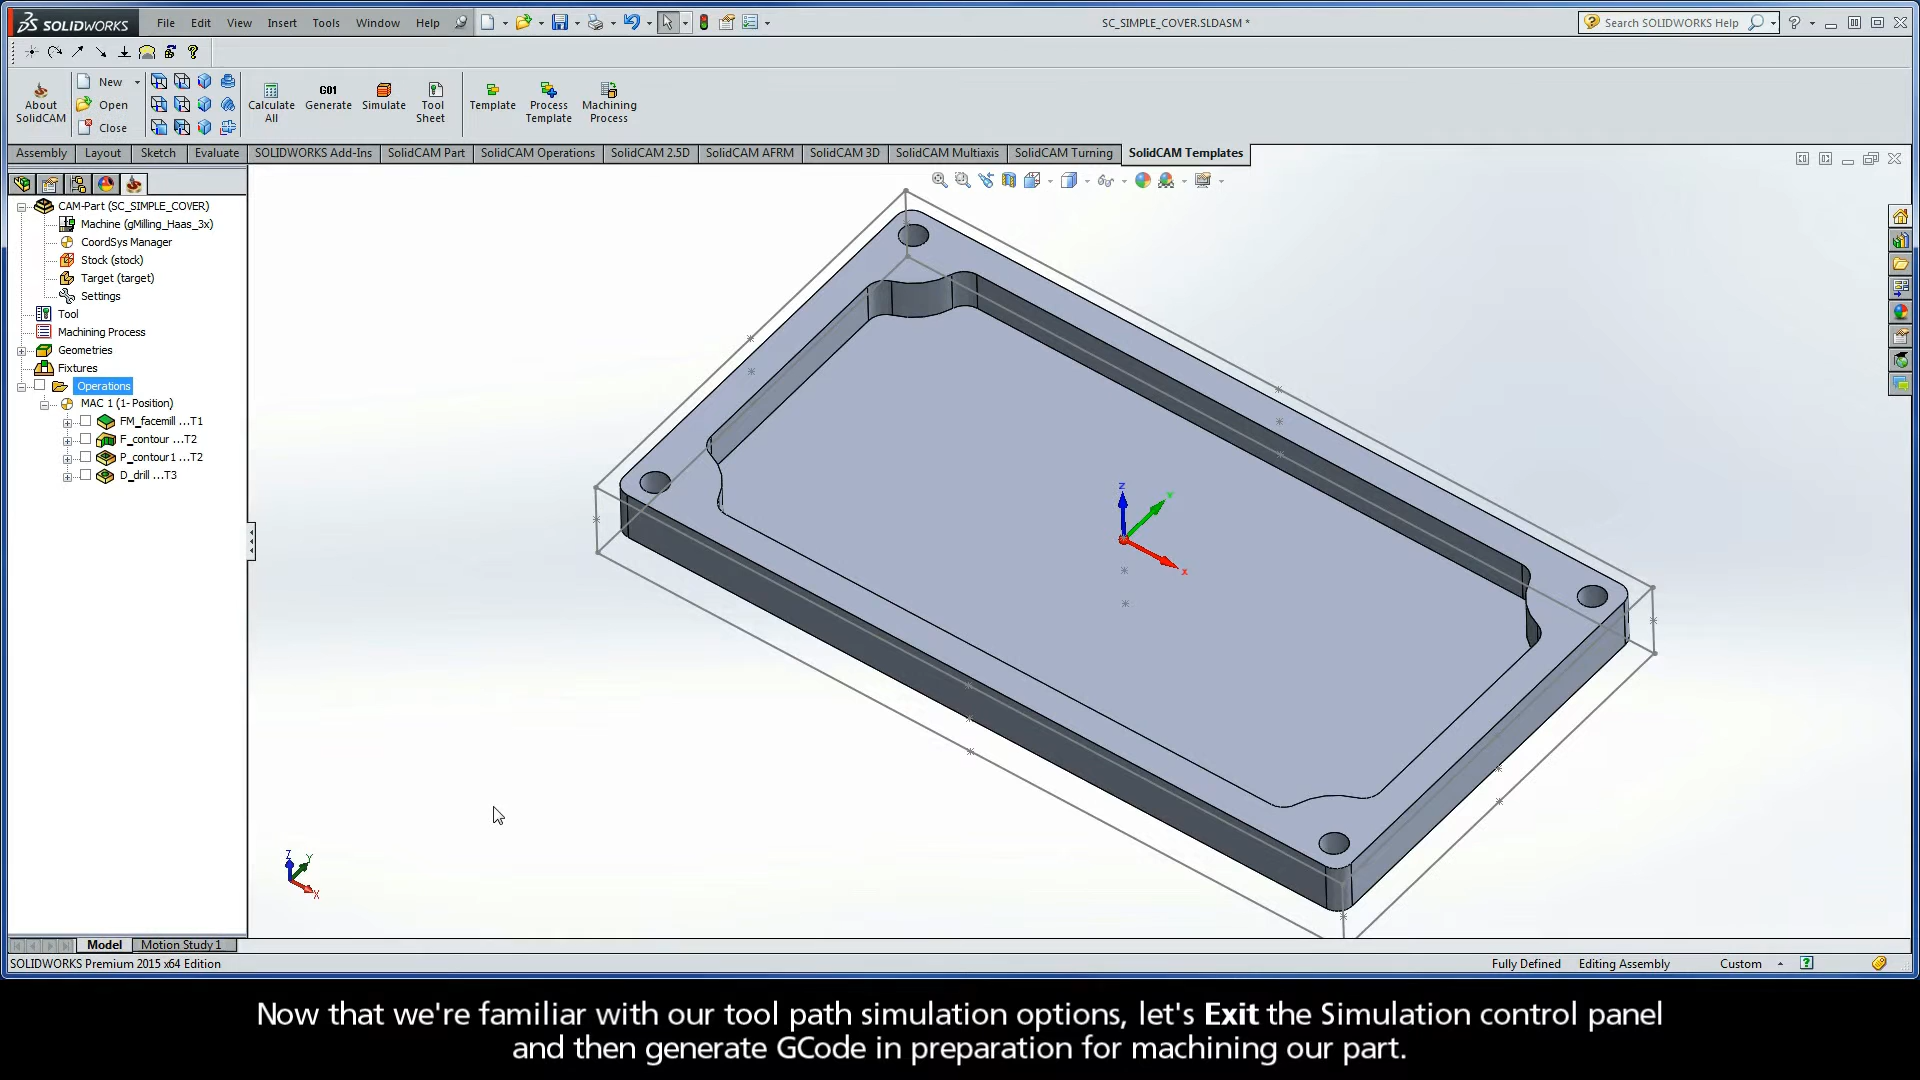 SOLIDWORKS
File Edit View Insert Tools Window Help
SC_SIMPLE_COVER.SLDASM *
Search SOLIDWORKS Help
About SolidCAM
New
Open
Close
Calculate All
G01
Generate
Simulate
Tool Sheet
Template
Process Template
Machining Process
Assembly Layout Sketch Evaluate SOLIDWORKS Add-Ins SolidCAM Part SolidCAM Operations SolidCAM 2.5D SolidCAM AFRM SolidCAM 3D SolidCAM Multiaxis SolidCAM Turning SolidCAM Templates
CAM-Part (SC_SIMPLE_COVER)
Machine (gMilling_Haas_3x)
CoordSys Manager
Stock (stock)
Target (target)
Settings
Tool
Machining Process
Geometries
Fixtures
Operations
MAC 1 (1- Position)
FM_facemill ...T1
F_contour ...T2
P_contour1 ...T2
D_drill ...T3
Z
Y
X
Z
Y
X
Model Motion Study 1
SOLIDWORKS Premium 2015 x64 Edition
Fully Defined Editing Assembly Custom
Now that we're familiar with our tool path simulation options, let's Exit the Simulation control panel
and then generate GCode in preparation for machining our part.